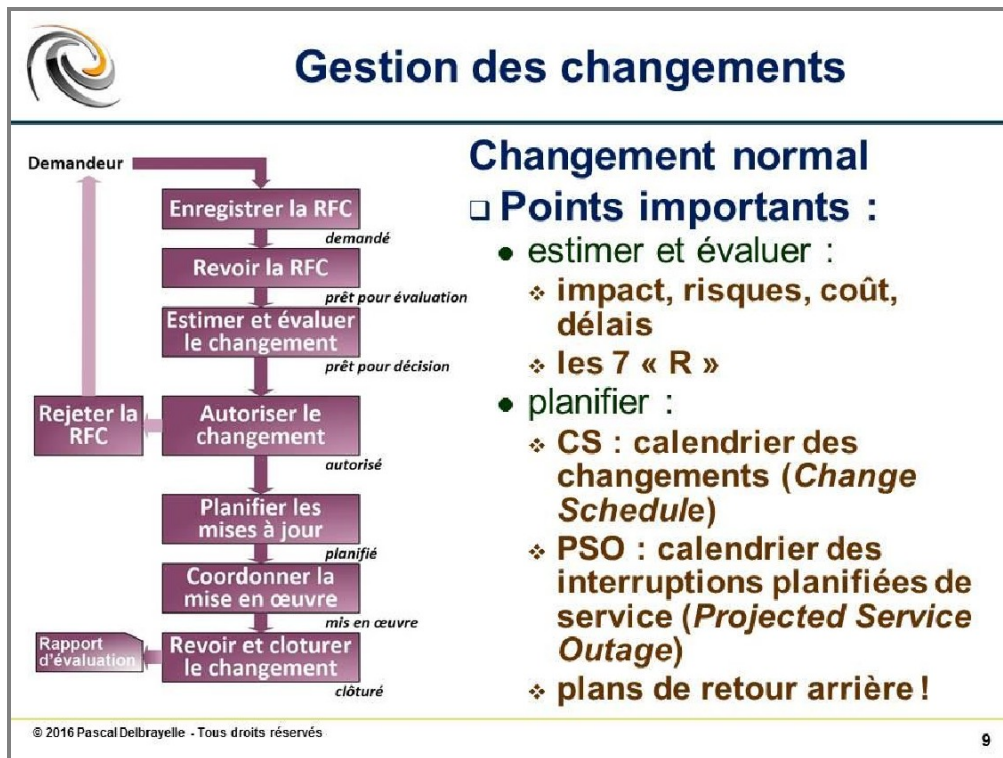 Gestion des changements
Demandeur
Enregistrer la RFC
demandé
Revoir la RFC
prêt pour évaluation
Estimer et évaluer
le changement
prêt pour décision
Rejeter la
RFC
Autoriser le
changement
autorisé
Planifier les
mises à jour
planifié
Coordonner la
mise en œuvre
mis en œuvre
Rapport
d'évaluation
Revoir et cloturer
le changement
clôturé
Changement normal
Points importants :
estimer et évaluer :
impact, risques, coût,
délais
les 7 « R »
planifier :
CS : calendrier des
changements (Change
Schedule)
PSO : calendrier des
interruptions planifiées de
service (Projected Service
Outage)
plans de retour arrière !
© 2016 Pascal Delbrayelle - Tous droits réservés
9